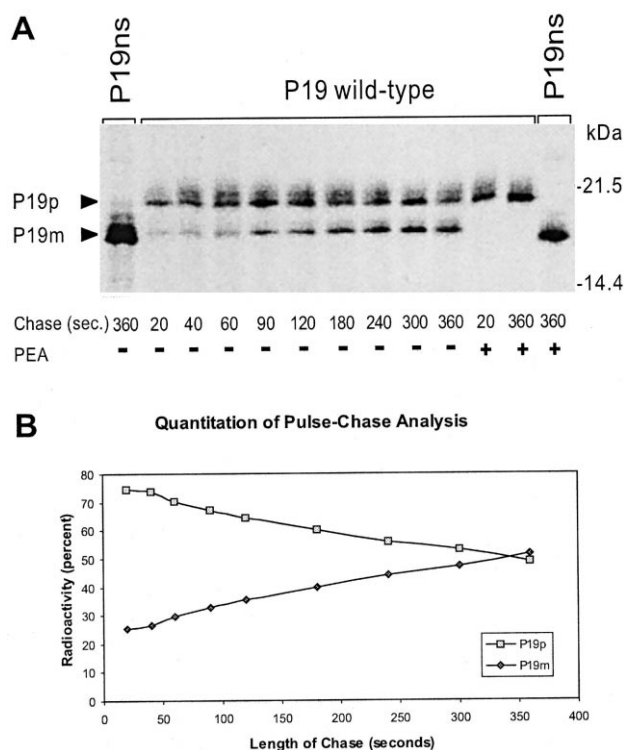 A
P19ns
P19 wild-type
P19ns
kDa
P19p
-21.5
P19m
-14.4
Chase (sec.) 360 20 40 60 90 120 180 240 300 360 20 360 360
PEA - - - - - - - - - - + + +
B
Quantitation of Pulse-Chase Analysis
Radioactivity (percent)
80
70
60
50
40
30
20
10
0
P19p
P19m
0 50 100 150 200 250 300 350 400
Length of Chase (seconds)